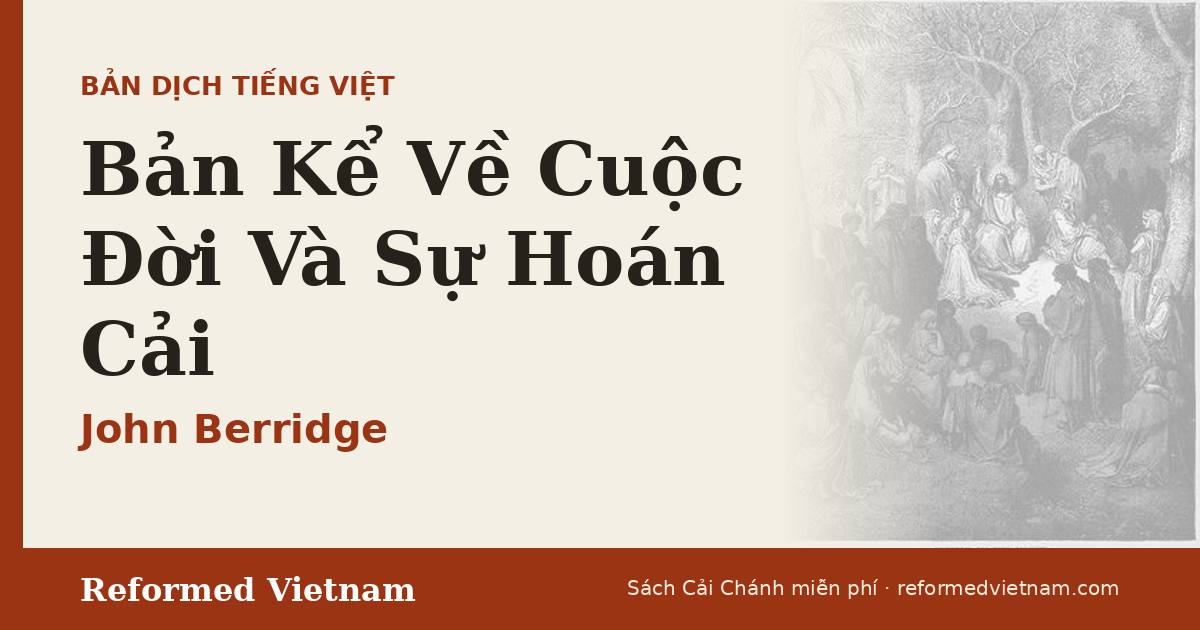 BẢN DỊCH TIẾNG VIỆT
Bản Kể Về Cuộc
Đời Và Sự Hoán
Cải
John Berridge
Reformed Vietnam
Sách Cải Chánh miễn phí · reformedvietnam.com